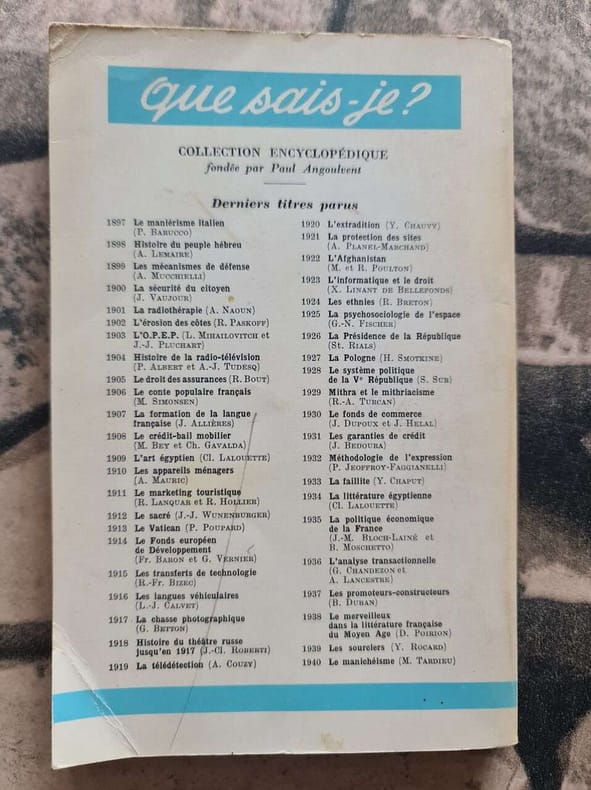 que sais-je?
COLLECTION ENCYCLOPÉDIQUE
fondée par Paul Angoulvent
Derniers titres parus
1897 Le maniérisme italien
(P. BARUCCO)
1898 Histoire du peuple hébreu
(A. LEMAIRE)
1899 Les mécanismes de défense
(A. MUCCHIELLI)
1900 La sécurité du citoyen
(J. VAUJOUR)
1901 La radiothérapie (A. NAOUN)
1902 L'érosion des côtes (R. PASKOFF)
1903 L'O.P.E.P. (L. MIHAILOVITCH et
J.-J. PLUCHART)
1904 Histoire de la radio-télévision
(P. ALBERT et A.-J. TUDESQ)
1905 Le droit des assurances (R. BOUT)
1906 Le conte populaire français
(M. SIMONSEN)
1907 La formation de la langue
française (J. ALLIÈRES)
1908 Le crédit-bail mobilier
(M. BEY et Ch. GAVALDA)
1909 L'art égyptien (Cl. LALOUETTE)
1910 Les appareils ménagers
(A. MAURIC)
1911 Le marketing touristique
(R. LANQUAR et R. HOLLIER)
1912 Le sacré (J.-J. WUNENBURGER)
1913 Le Vatican (P. POUPARD)
1914 Le Fonds européen
de Développement
(Fr. BARON et G. VERNIER)
1915 Les transferts de technologie
(R.-Fr. BIZEC)
1916 Les langues véhiculaires
(L.-J. CALVET)
1917 La chasse photographique
(G. BETTON)
1918 Histoire du théâtre russe
jusqu'en 1917 (J.-Cl. ROBERTI)
1919 La télédétection (A. COUZY)
1920 L'extradition (Y. CHAUVY)
1921 La protection des sites
(A. PLANEL-MARCHAND)
1922 L'Afghanistan
(M. et R. POULTON)
1923 L'informatique et le droit
(X. LINANT DE BELLEFONDS)
1924 Les ethnies (R. BRETON)
1925 La psychosociologie de l'espace
(G.-N. FISCHER)
1926 La Présidence de la République
(St. RIALS)
1927 La Pologne (H. SMOTKINE)
1928 Le système politique
de la Ve République (S. SUR)
1929 Mithra et le mithriacisme
(R.-A. TURCAN)
1930 Le fonds de commerce
(J. DUPOUX et J. HELAL)
1931 Les garanties de crédit
(J. BEDOURA)
1932 Méthodologie de l'expression
(P. JEOFFROY-FAGGIANELLI)
1933 La faillite (Y. CHAPUT)
1934 La littérature égyptienne
(Cl. LALOUETTE)
1935 La politique économique
de la France
(J.-M. BLOCH-LAINÉ et
B. MOSCHETTO)
1936 L'analyse transactionnelle
(G. CHANDEZON et
A. LANCESTRE)
1937 Les promoteurs-constructeurs
(B. DUBAN)
1938 Le merveilleux
dans la littérature française
du Moyen Age (D. POIRION)
1939 Les sourciers (Y. ROCARD)
1940 Le manichéisme (M. TARDIEU)